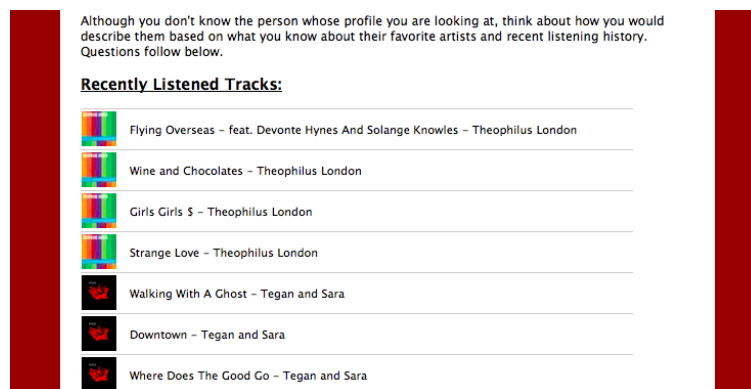 Although you don't know the person whose profile you are looking at, think about how you would
describe them based on what you know about their favorite artists and recent listening history.
Questions follow below.
Recently Listened Tracks:
Flying Overseas – feat. Devonte Hynes And Solange Knowles – Theophilus London
Wine and Chocolates – Theophilus London
Girls Girls $ – Theophilus London
Strange Love – Theophilus London
Walking With A Ghost – Tegan and Sara
Downtown – Tegan and Sara
Where Does The Good Go – Tegan and Sara